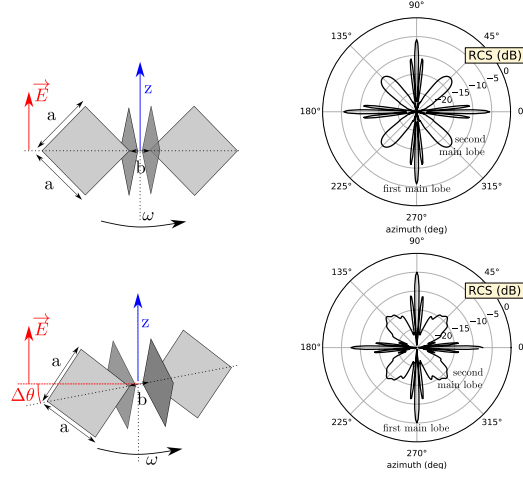 E
a
a
z
b
ω
90°
135°
45°
RCS (dB)
0
−5
−10
−15
−20
180°
0
second
main lobe
first main lobe
225°
315°
270°
azimuth (deg)
E
a
Δθ
a
z
b
ω
90°
135°
45°
RCS (dB)
0
−5
−10
−15
−20
180°
0
second
main lobe
first main lobe
225°
315°
270°
azimuth (deg)